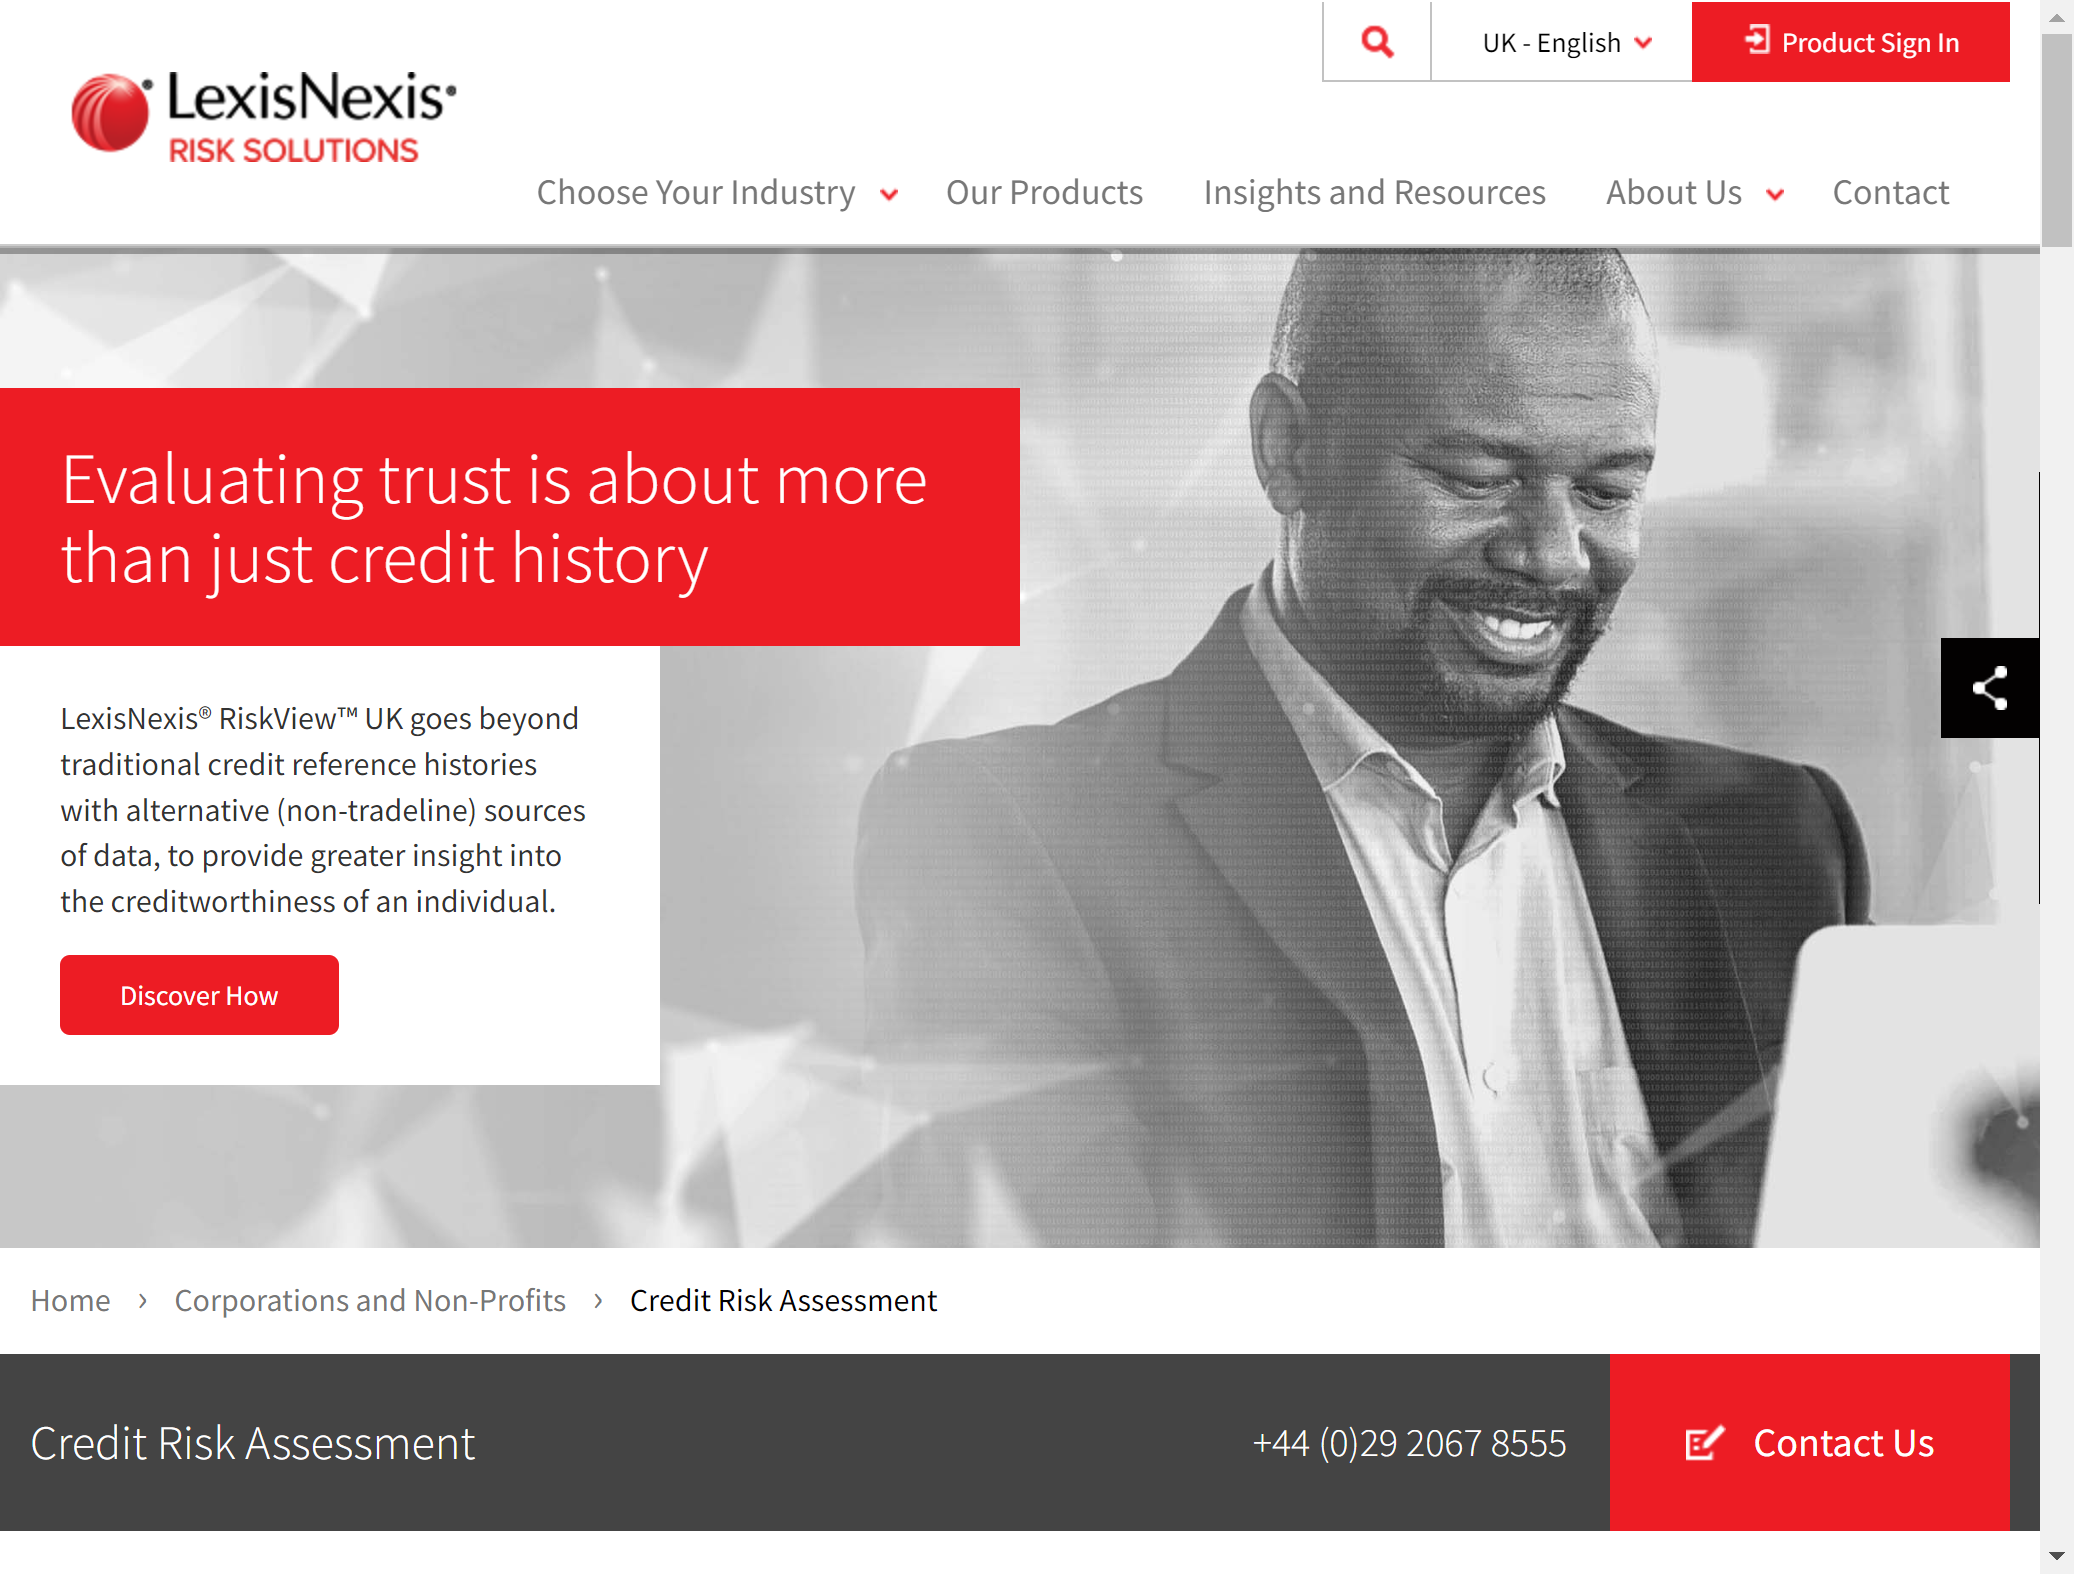 UK - English
Product Sign In
LexisNexis
RISK SOLUTIONS
Choose Your Industry
Our Products
Insights and Resources
About Us
Contact
Evaluating trust is about more
than just credit history
LexisNexis® RiskView™ UK goes beyond
traditional credit reference histories
with alternative (non-tradeline) sources
of data, to provide greater insight into
the creditworthiness of an individual.
Discover How
Home › Corporations and Non-Profits › Credit Risk Assessment
Credit Risk Assessment
+44 (0)29 2067 8555
Contact Us